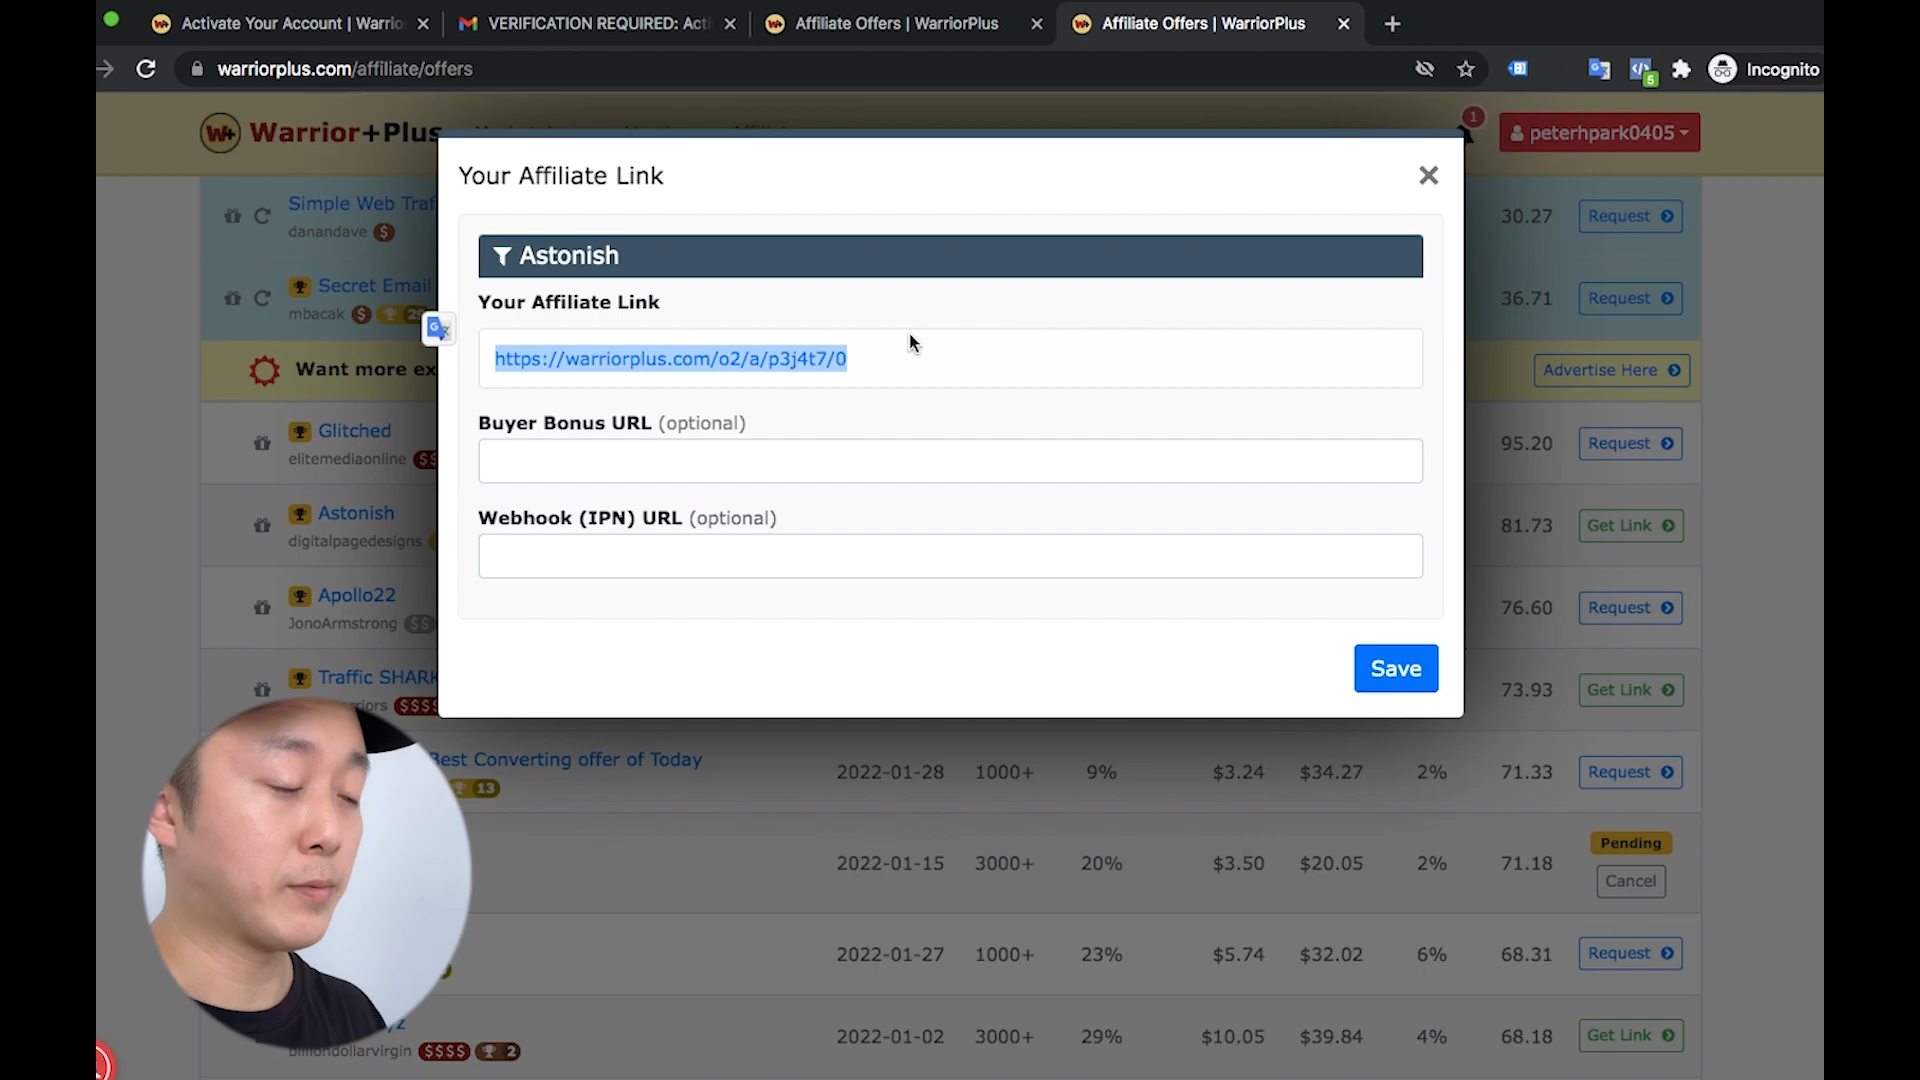 Activate Your Account | Warrio
VERIFICATION REQUIRED: Acti
Affiliate Offers | WarriorPlus
Affiliate Offers | WarriorPlus
warriorplus.com/affiliate/offers
5
Incognito
W+ Warrior+Plus
1
peterhpark0405
Your Affiliate Link
Astonish
Your Affiliate Link
https://warriorplus.com/o2/a/p3j4t7/0
Buyer Bonus URL (optional)
Webhook (IPN) URL (optional)
Save
Simple Web Traf
danandave $
30.27 Request
Secret Email
mbacak $
36.71 Request
Want more ex
Advertise Here
Glitched
elitemediaonline $$
95.20 Request
Astonish
digitalpagedesigns
81.73 Get Link
Apollo22
JonoArmstrong $$
76.60 Request
Traffic SHARK
riors $$$$
73.93 Get Link
Best Converting offer of Today
13
2022-01-28 1000+ 9% $3.24 $34.27 2% 71.33 Request
2022-01-15 3000+ 20% $3.50 $20.05 2% 71.18 Pending
Cancel
2022-01-27 1000+ 23% $5.74 $32.02 6% 68.31 Request
billiondollarvirgin $$$$ 2
2022-01-02 3000+ 29% $10.05 $39.84 4% 68.18 Get Link